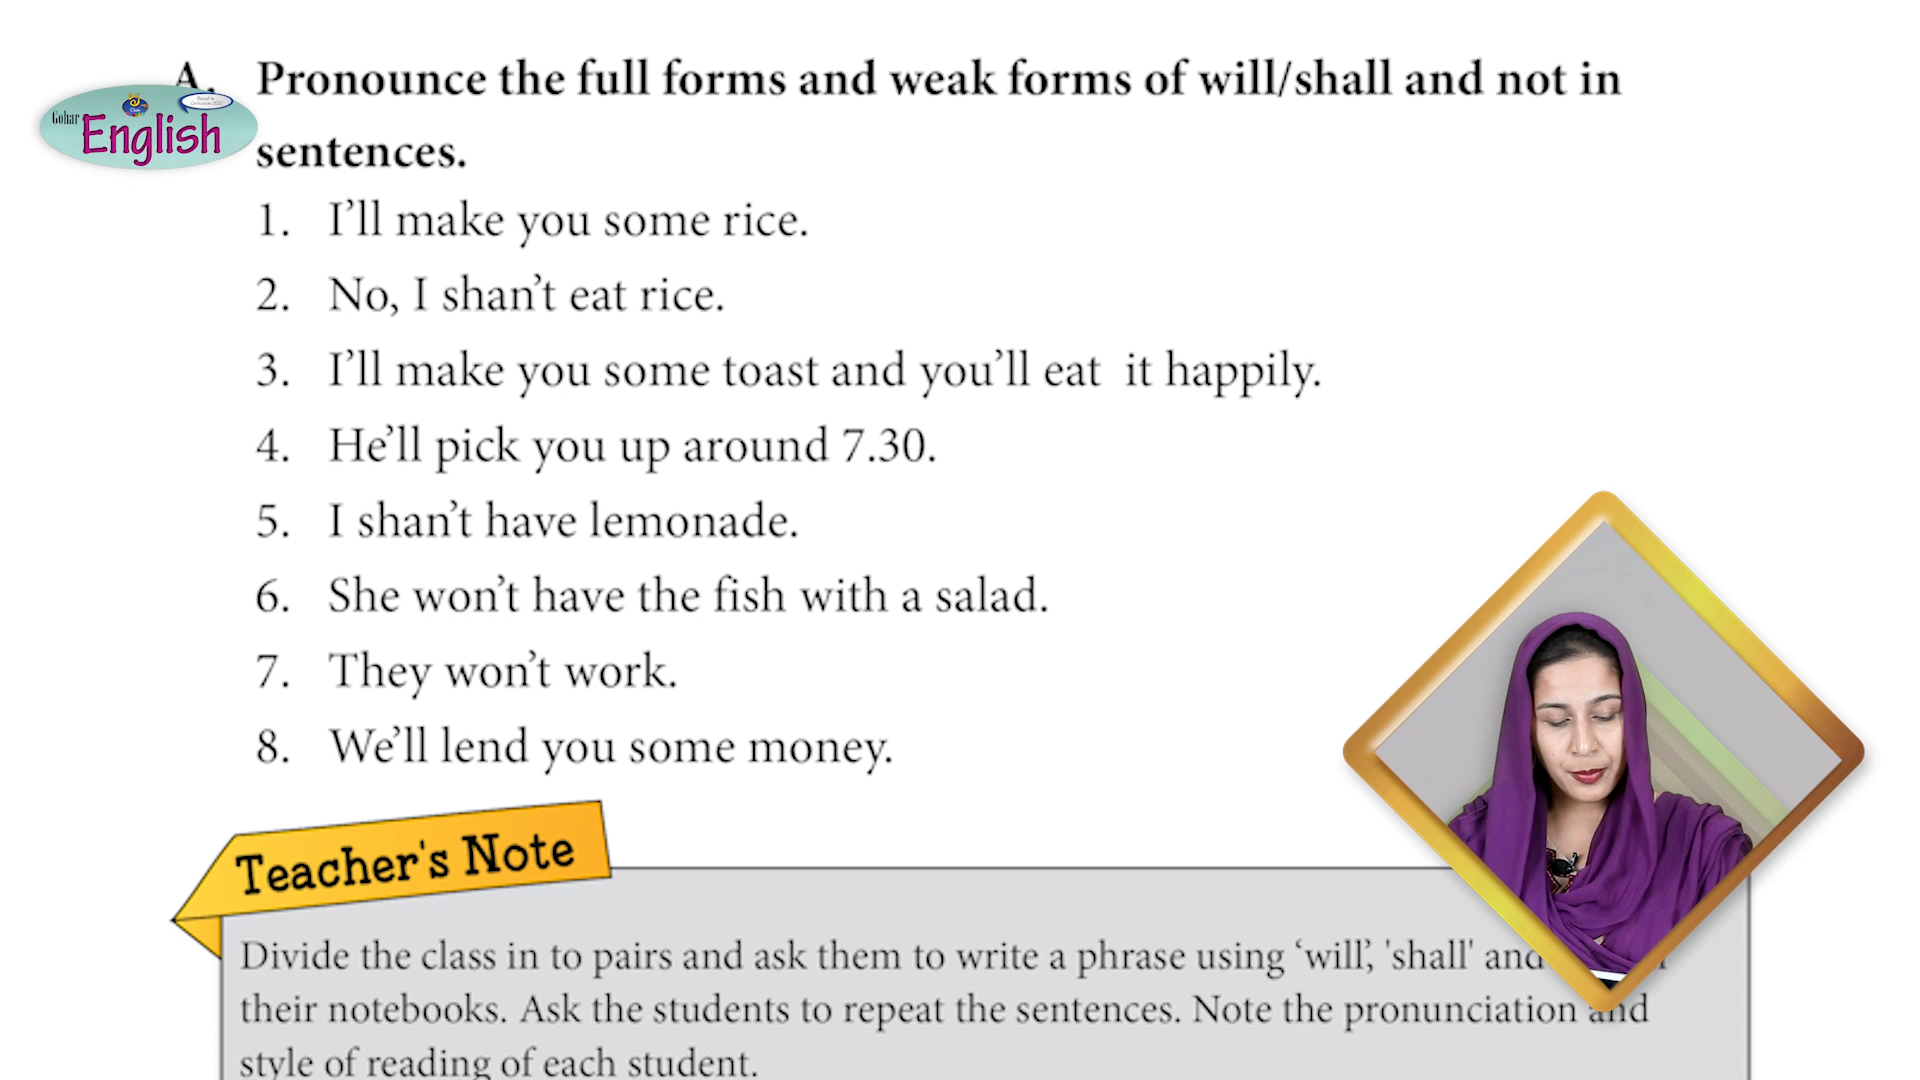 A. Pronounce the full forms and weak forms of will/shall and not in
Gohar
English
sentences.
1. I’ll make you some rice.
2. No, I shan’t eat rice.
3. I’ll make you some toast and you’ll eat it happily.
4. He’ll pick you up around 7.30.
5. I shan’t have lemonade.
6. She won’t have the fish with a salad.
7. They won’t work.
8. We’ll lend you some money.
Teacher's Note
Divide the class in to pairs and ask them to write a phrase using ‘will’, 'shall' and
their notebooks. Ask the students to repeat the sentences. Note the pronunciation and
style of reading of each student.